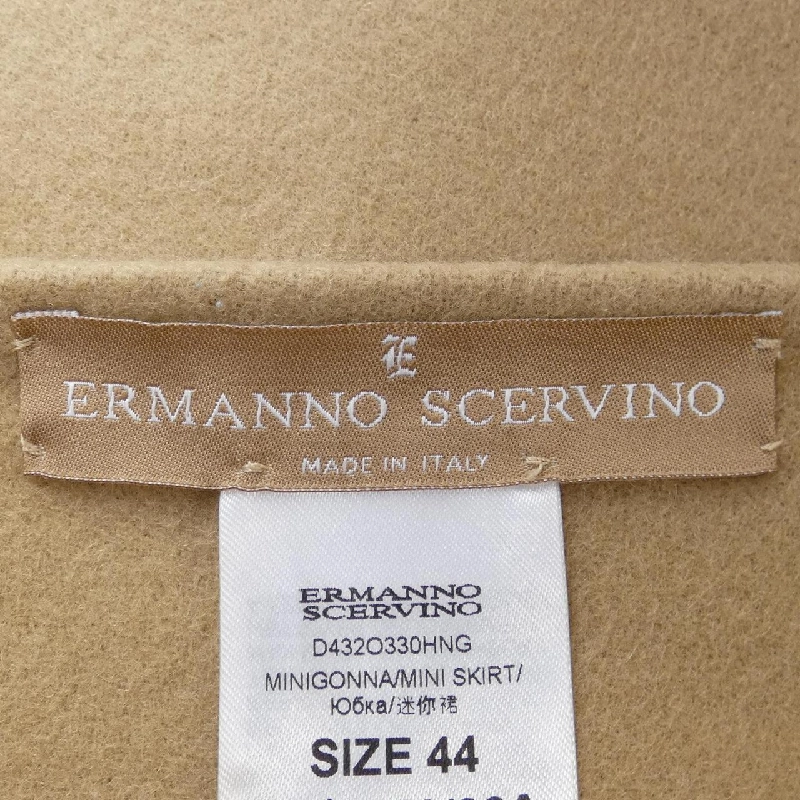 E
ERMANNO SCERVINO
MADE IN ITALY
ERMANNO
SCERVINO
D432O330HNG
MINIGONNA/MINI SKIRT/
Юбка/迷你裙
SIZE 44